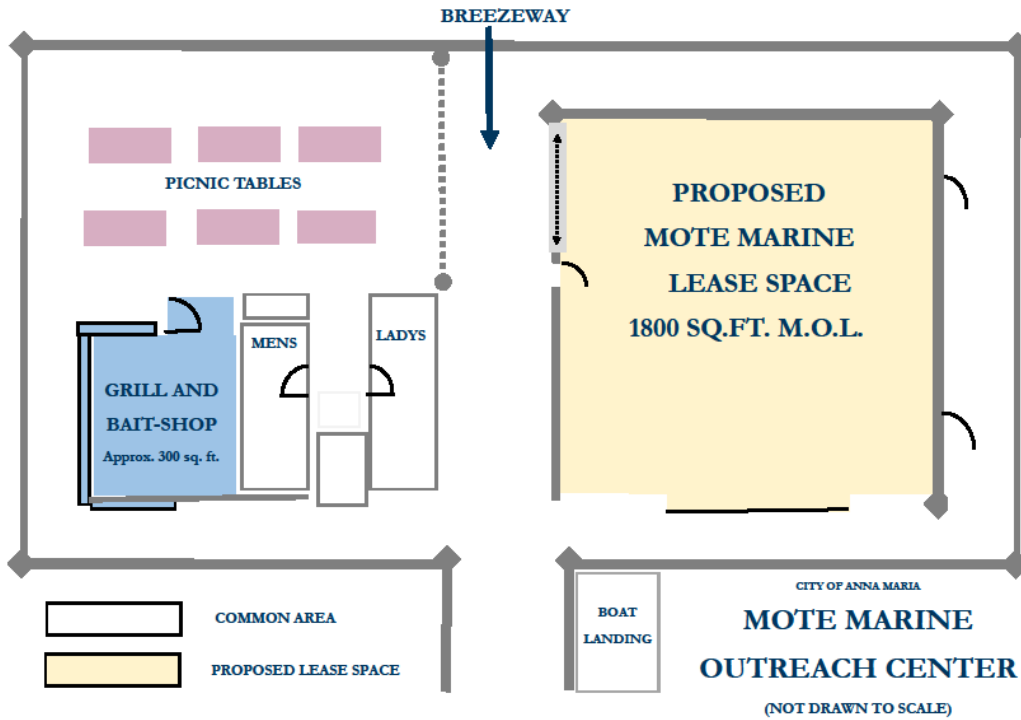 BREEZEWAY
PICNIC TABLES
PROPOSED
MOTE MARINE
LEASE SPACE
1800 SQ.FT. M.O.L.
MENS
LADYS
GRILL AND
BAIT-SHOP
Approx. 300 sq. ft.
COMMON AREA
PROPOSED LEASE SPACE
BOAT
LANDING
CITY OF ANNA MARIA
MOTE MARINE
OUTREACH CENTER
(NOT DRAWN TO SCALE)